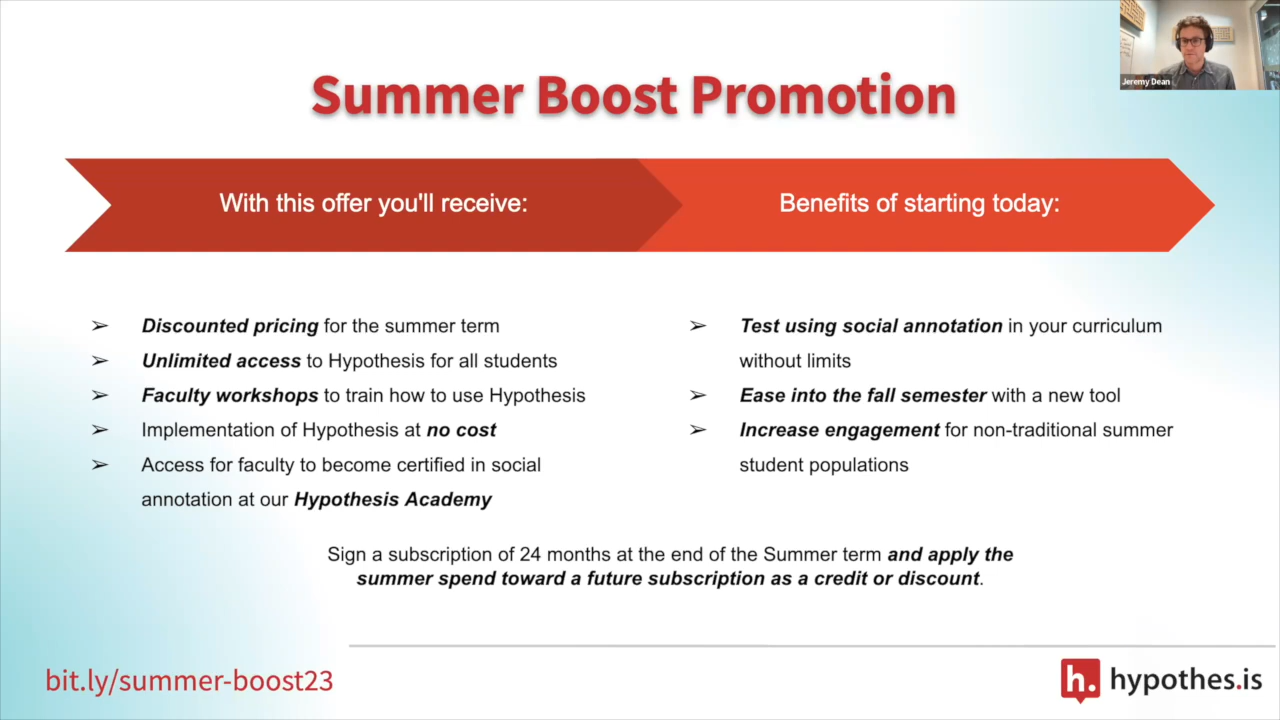 Jeremy Dean
Summer Boost Promotion
With this offer you'll receive:
Benefits of starting today:
➢ Discounted pricing for the summer term
➢ Unlimited access to Hypothesis for all students
➢ Faculty workshops to train how to use Hypothesis
➢ Implementation of Hypothesis at no cost
➢ Access for faculty to become certified in social
annotation at our Hypothesis Academy
➢ Test using social annotation in your curriculum
without limits
➢ Ease into the fall semester with a new tool
➢ Increase engagement for non-traditional summer
student populations
Sign a subscription of 24 months at the end of the Summer term and apply the
summer spend toward a future subscription as a credit or discount.
bit.ly/summer-boost23
h. hypothes.is